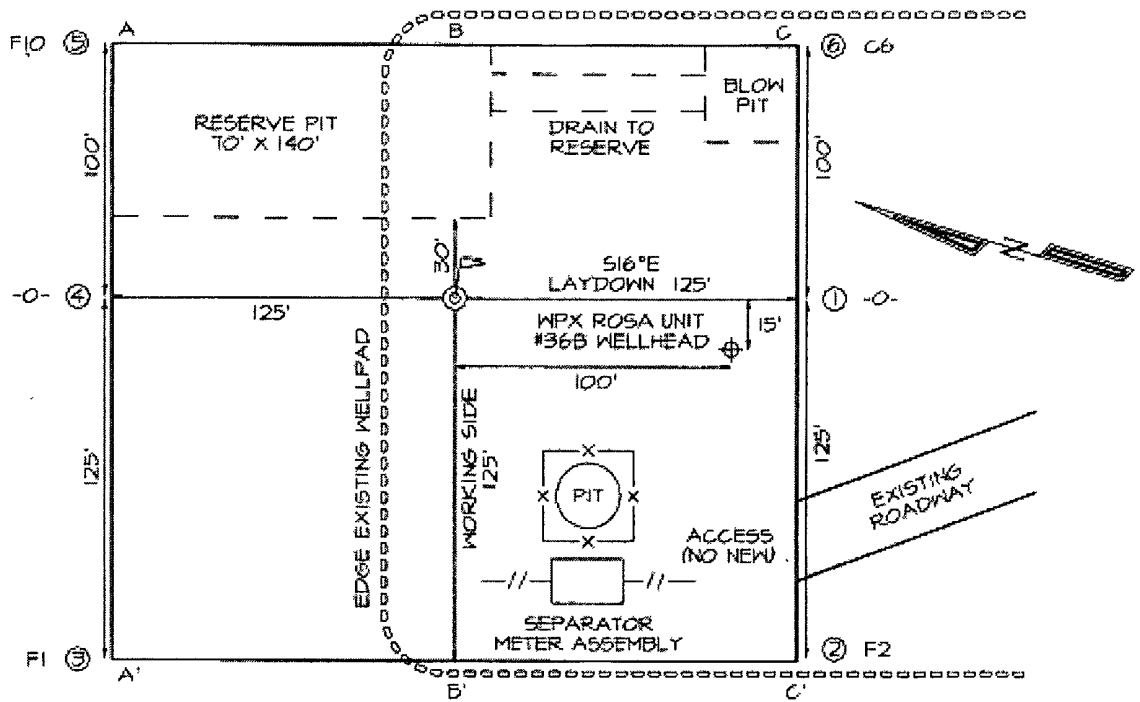 A
B
C
F10 ⑤
⑥ C6
BLOW
PIT
RESERVE PIT
70' X 140'
DRAIN TO
RESERVE
100'
100'
30'
N
S16°E
LAYDOWN 125'
-0- ④
① -0-
125'
WPX ROSA UNIT
#36B WELLHEAD
15'
100'
EDGE EXISTING WELLPAD
WORKING SIDE
125'
125'
125'
PIT
EXISTING
ROADWAY
ACCESS
(NO NEW)
SEPARATOR
METER ASSEMBLY
F1 ③
② F2
A'
B'
C'